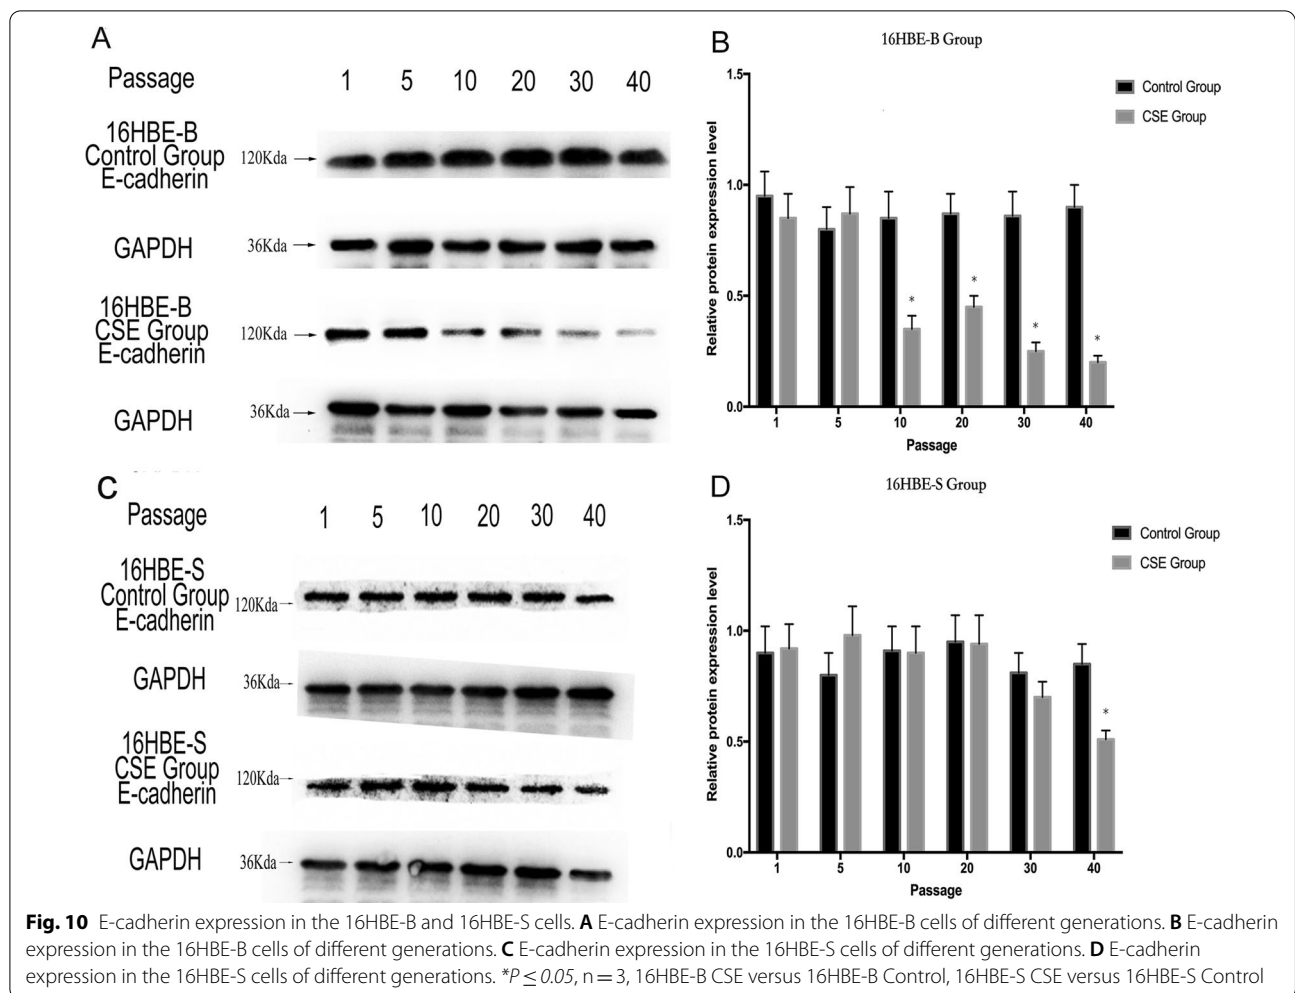 A
Passage
1 5 10 20 30 40
16HBE-B
Control Group
E-cadherin
120Kda
GAPDH
36Kda
16HBE-B
CSE Group
E-cadherin
120Kda
GAPDH
36Kda
B
16HBE-B Group
Relative protein expression level
1.5
1.0
0.5
0.0
Control Group
CSE Group
*
*
*
*
1 5 10 20 30 40
Passage
C
Passage
1 5 10 20 30 40
16HBE-S
Control Group
E-cadherin
120Kda
GAPDH
36Kda
16HBE-S
CSE Group
E-cadherin
120Kda
GAPDH
36Kda
D
16HBE-S Group
Relative protein expression level
1.5
1.0
0.5
0.0
Control Group
CSE Group
*
1 5 10 20 30 40
Passage
Fig. 10 E-cadherin expression in the 16HBE-B and 16HBE-S cells. A E-cadherin expression in the 16HBE-B cells of different generations. B E-cadherin
expression in the 16HBE-B cells of different generations. C E-cadherin expression in the 16HBE-S cells of different generations. D E-cadherin
expression in the 16HBE-S cells of different generations. *P ≤ 0.05, n = 3, 16HBE-B CSE versus 16HBE-B Control, 16HBE-S CSE versus 16HBE-S Control